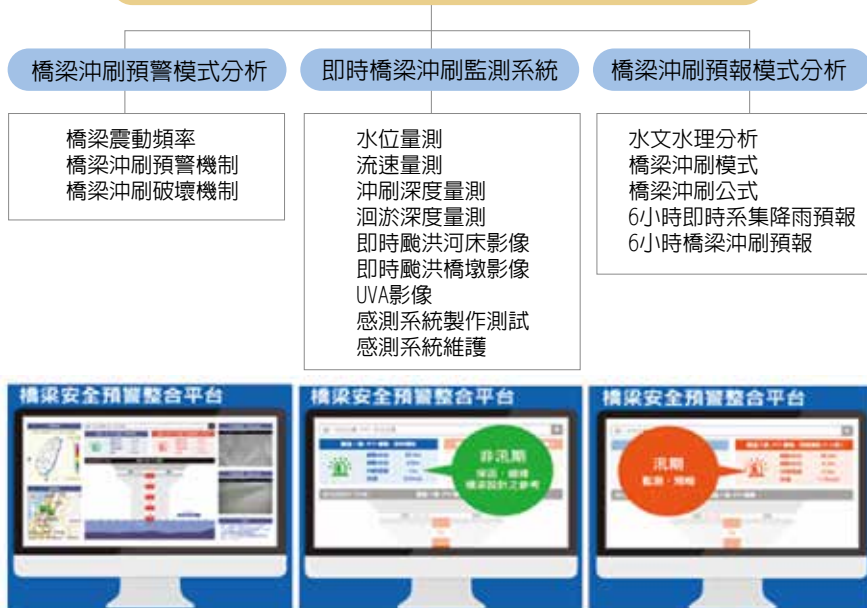 橋梁沖刷預警模式分析
橋梁震動頻率
橋梁沖刷預警機制
橋梁沖刷破壞機制
即時橋梁沖刷監測系統
水位量測
流速量測
沖刷深度量測
洄淤深度量測
即時颱洪河床影像
即時颱洪橋墩影像
UVA影像
感測系統製作測試
感測系統維護
橋梁沖刷預報模式分析
水文水理分析
橋梁沖刷模式
橋梁沖刷公式
6小時即時系集降雨預報
6小時橋梁沖刷預報
橋梁安全預警整合平台
橋梁安全預警整合平台
非汛期
橋梁設計之參考
橋梁安全預警整合平台
汛期